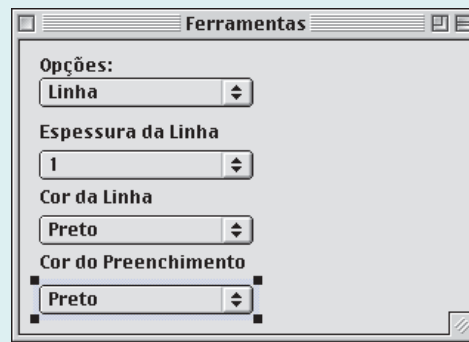 Ferramentas
Opções:
Linha
Espessura da Linha
1
Cor da Linha
Preto
Cor do Preenchimento
Preto